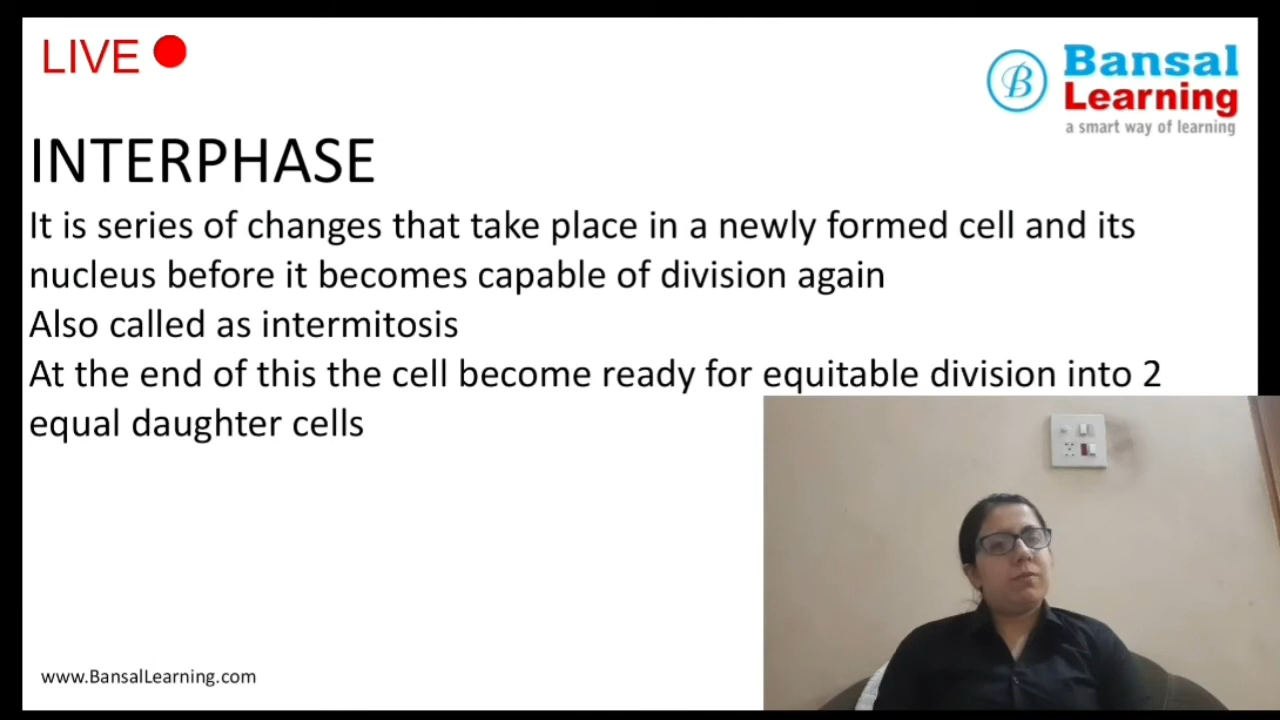 LIVE
Bansal
Learning
a smart way of learning
INTERPHASE
It is series of changes that take place in a newly formed cell and its
nucleus before it becomes capable of division again
Also called as intermitosis
At the end of this the cell become ready for equitable division into 2
equal daughter cells
www.BansalLearning.com